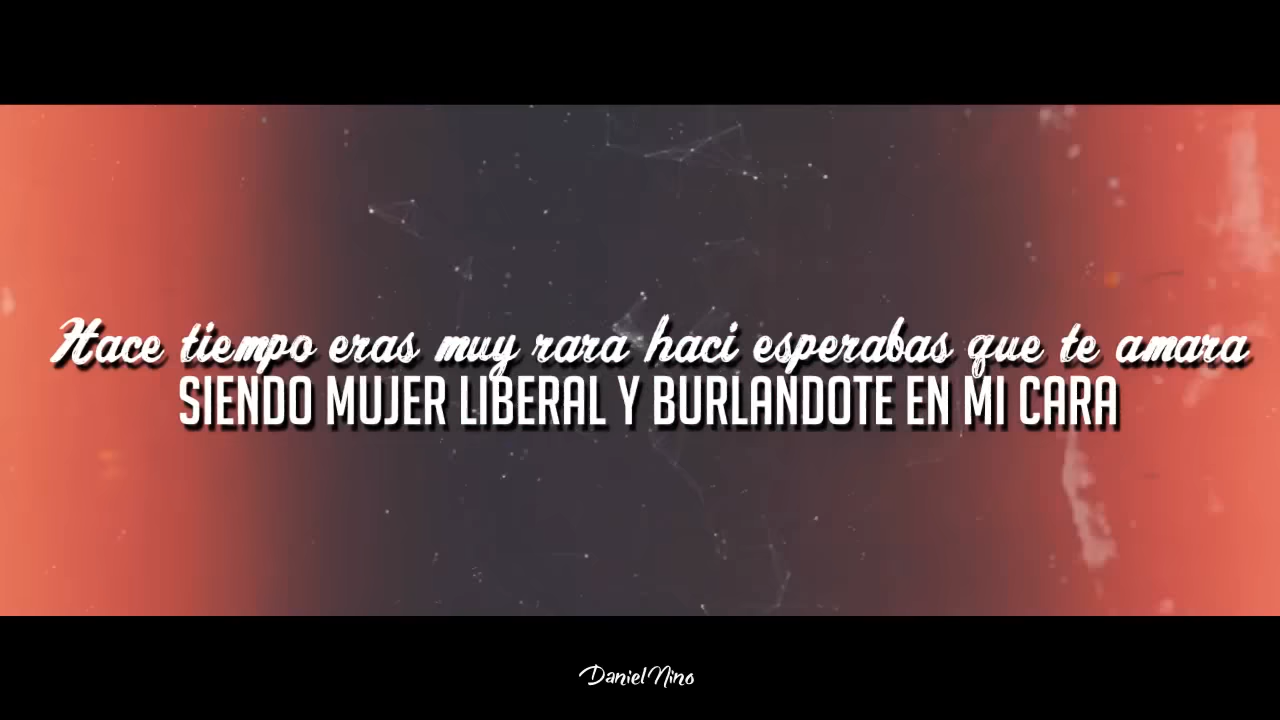 Hace tiempo eras muy rara haci esperabas que te amara
SIENDO MUJER LIBERAL Y BURLANDOTE EN MI CARA
Daniel Nino